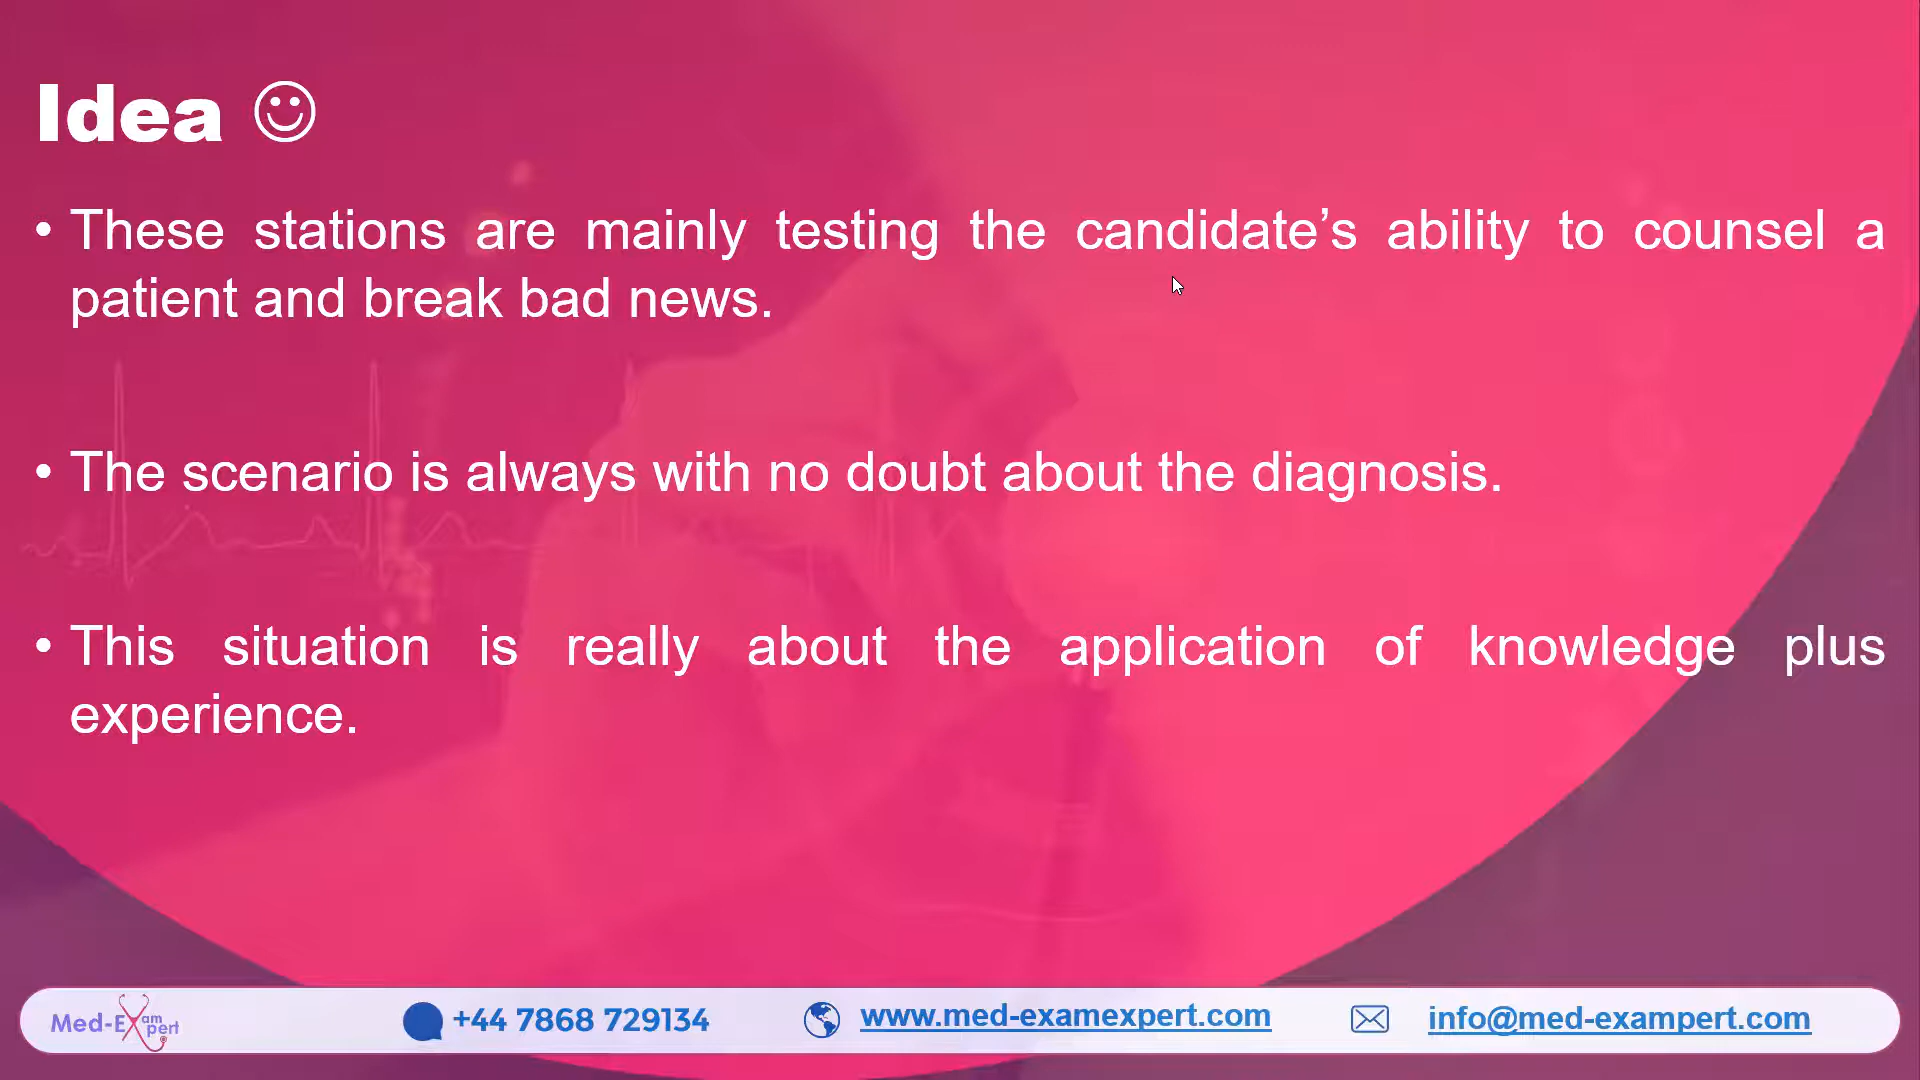 Idea ☺
• These stations are mainly testing the candidate’s ability to counsel a
patient and break bad news.
• The scenario is always with no doubt about the diagnosis.
• This situation is really about the application of knowledge plus
experience.
Med-Exam
pert
+44 7868 729134
www.med-examexpert.com
info@med-exampert.com